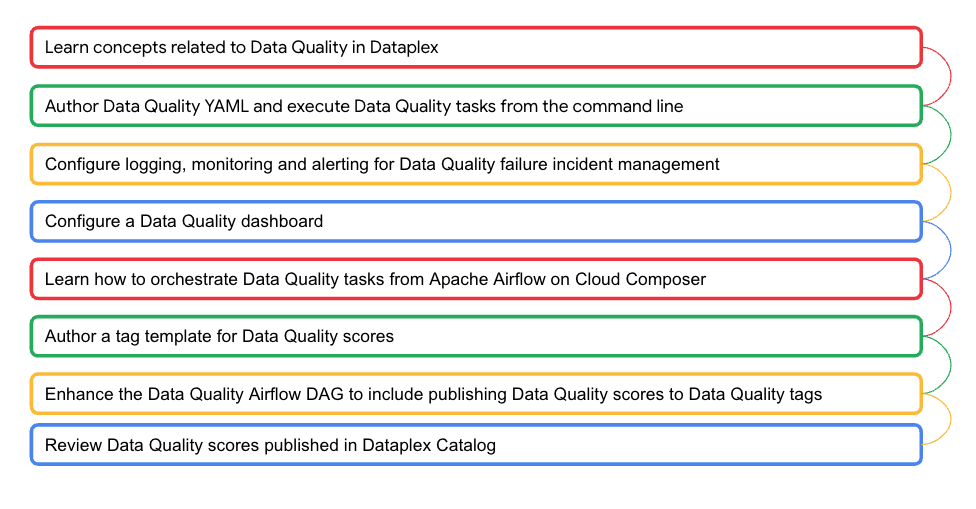 Learn concepts related to Data Quality in Dataplex
Author Data Quality YAML and execute Data Quality tasks from the command line
Configure logging, monitoring and alerting for Data Quality failure incident management
Configure a Data Quality dashboard
Learn how to orchestrate Data Quality tasks from Apache Airflow on Cloud Composer
Author a tag template for Data Quality scores
Enhance the Data Quality Airflow DAG to include publishing Data Quality scores to Data Quality tags
Review Data Quality scores published in Dataplex Catalog